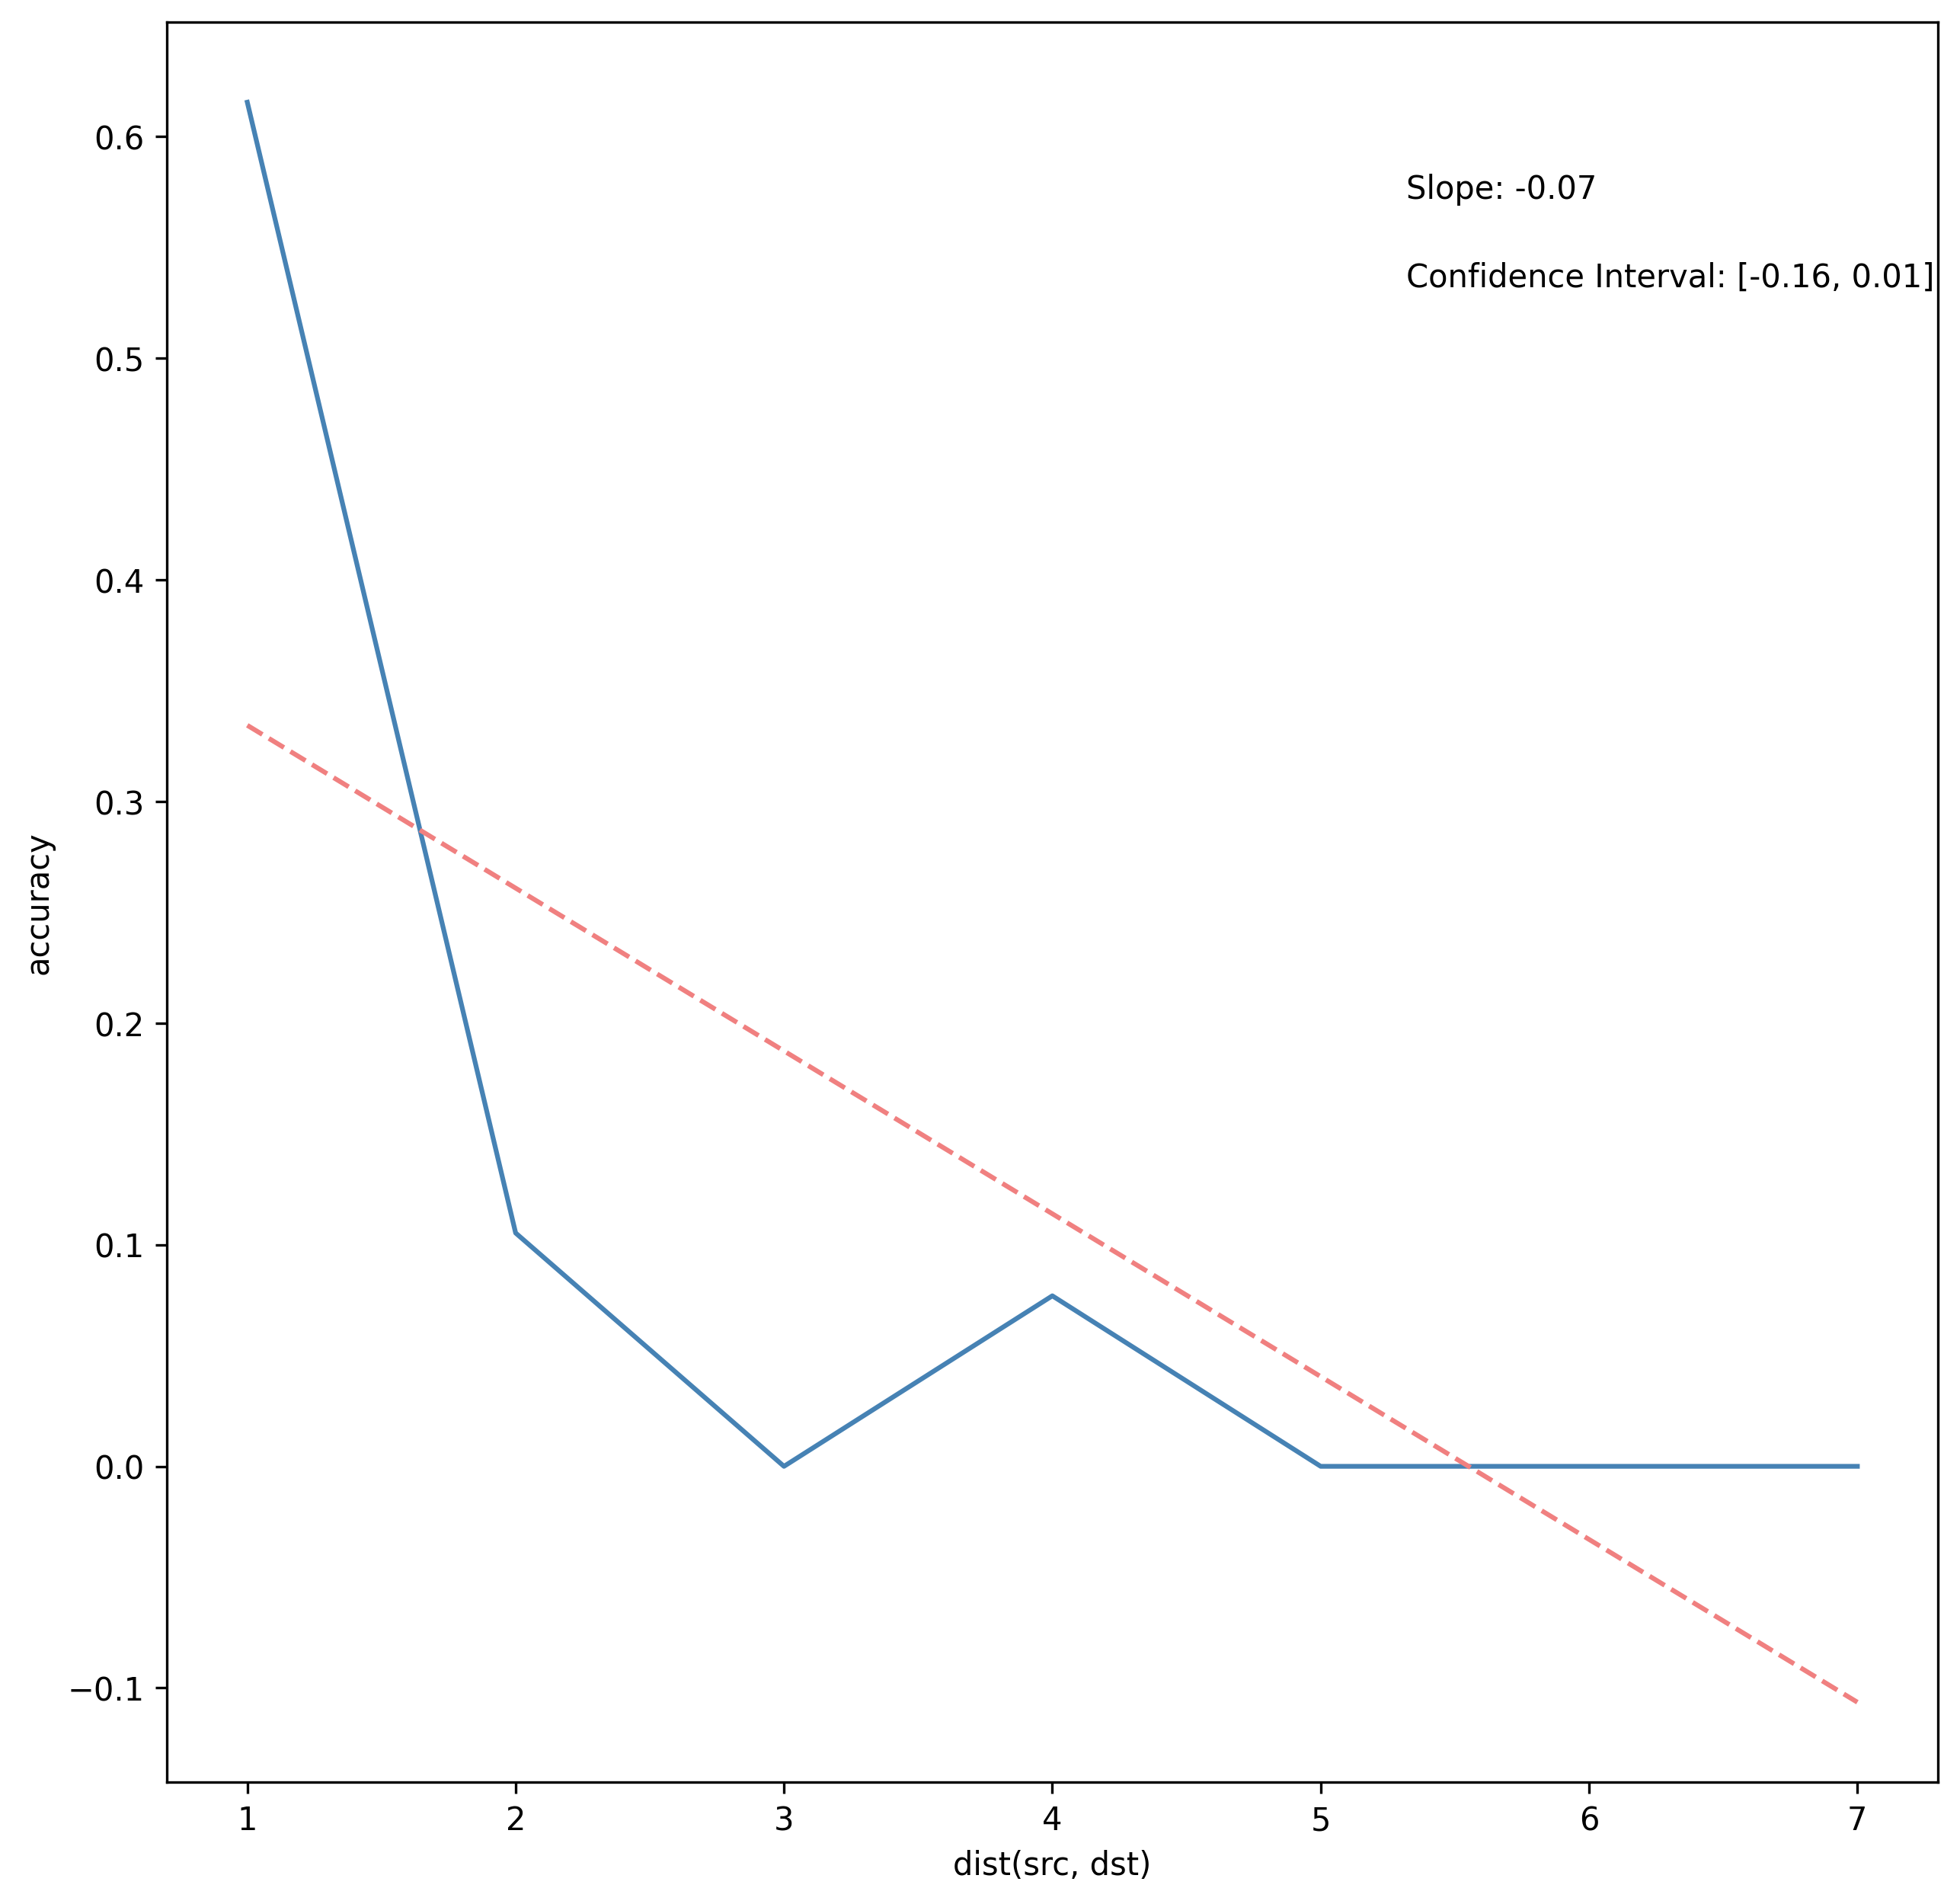 0.6
0.5
0.4
0.3
0.2
0.1
0.0
−0.1
accuracy
Slope: -0.07
Confidence Interval: [-0.16, 0.01]
1 2 3 4 5 6 7
dist(src, dst)